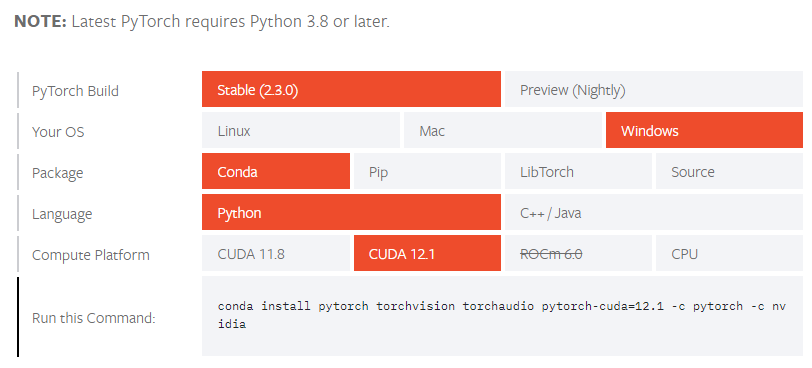 NOTE: Latest PyTorch requires Python 3.8 or later.
PyTorch Build Stable (2.3.0) Preview (Nightly)
Your OS Linux Mac Windows
Package Conda Pip LibTorch Source
Language Python C++ / Java
Compute Platform CUDA 11.8 CUDA 12.1 ROCm 6.0 CPU
Run this Command: conda install pytorch torchvision torchaudio pytorch-cuda=12.1 -c pytorch -c nv
idia